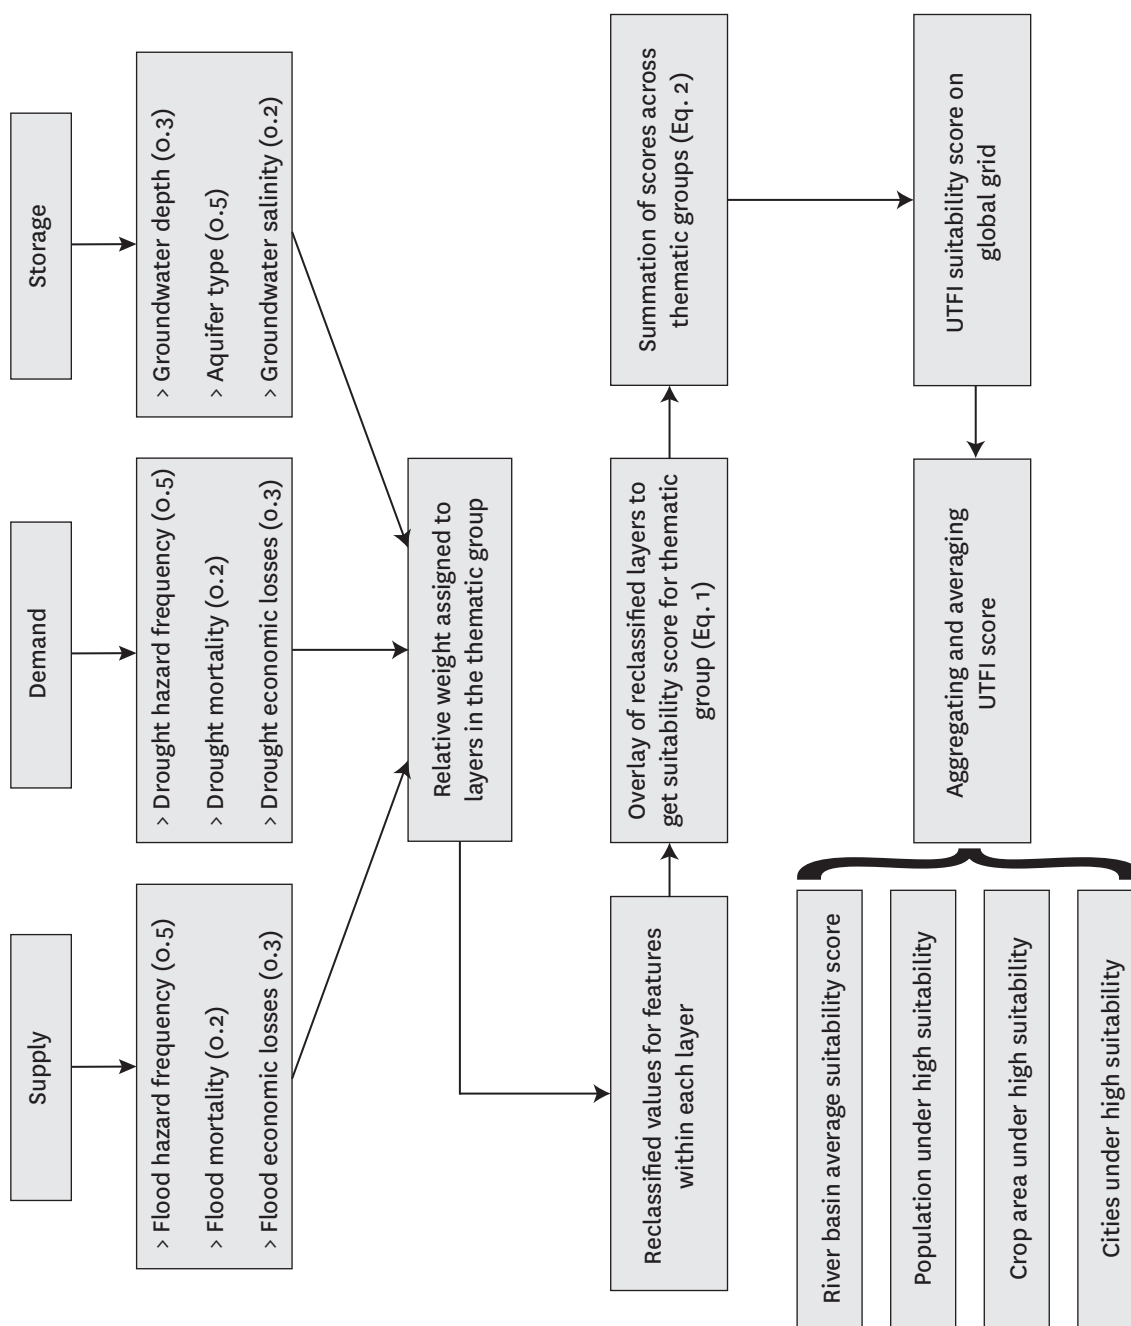 Supply
Demand
Storage
> Flood hazard frequency (0.5)
> Flood mortality (0.2)
> Flood economic losses (0.3)
> Drought hazard frequency (0.5)
> Drought mortality (0.2)
> Drought economic losses (0.3)
> Groundwater depth (0.3)
> Aquifer type (0.5)
> Groundwater salinity (0.2)
Relative weight assigned to
layers in the thematic group
Reclassified values for features
within each layer
Overlay of reclassified layers to
get suitability score for thematic
group (Eq. 1)
Summation of scores across
thematic groups (Eq. 2)
UTFI suitability score on
global grid
Aggregating and averaging
UTFI score
River basin average suitability score
Population under high suitability
Crop area under high suitability
Cities under high suitability